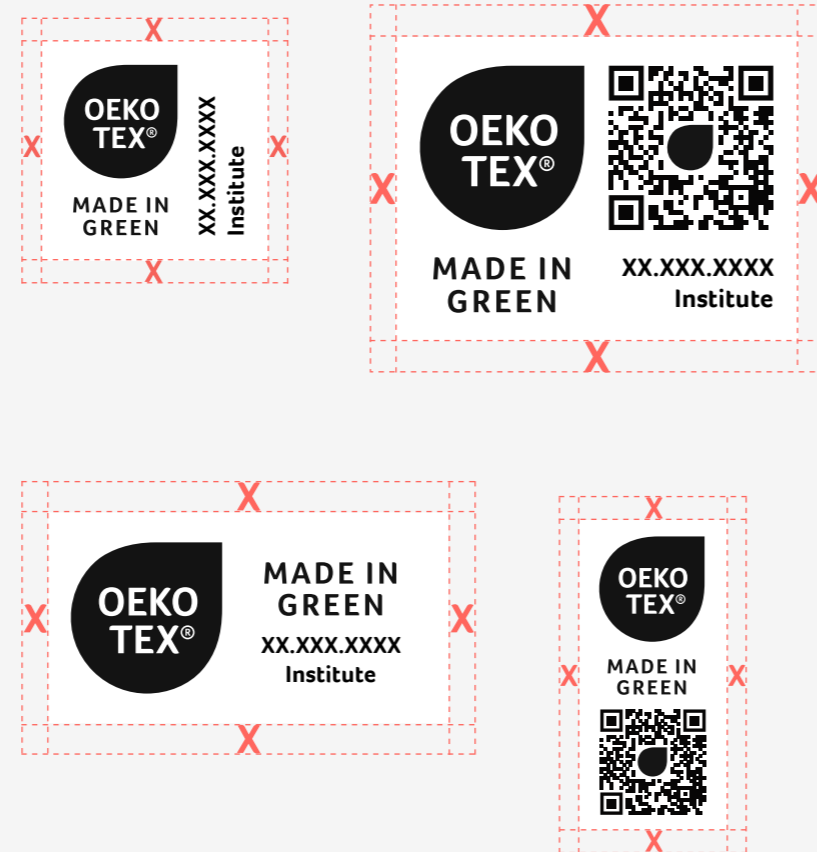 X
X
OEKO
TEX®
MADE IN
GREEN
XX.XXX.XXXX
Institute
X
X
X
X
OEKO
TEX®
MADE IN
GREEN
XX.XXX.XXXX
Institute
X
X
X
X
OEKO
TEX®
MADE IN
GREEN
XX.XXX.XXXX
Institute
X
X
X
X
OEKO
TEX®
MADE IN
GREEN
X
X